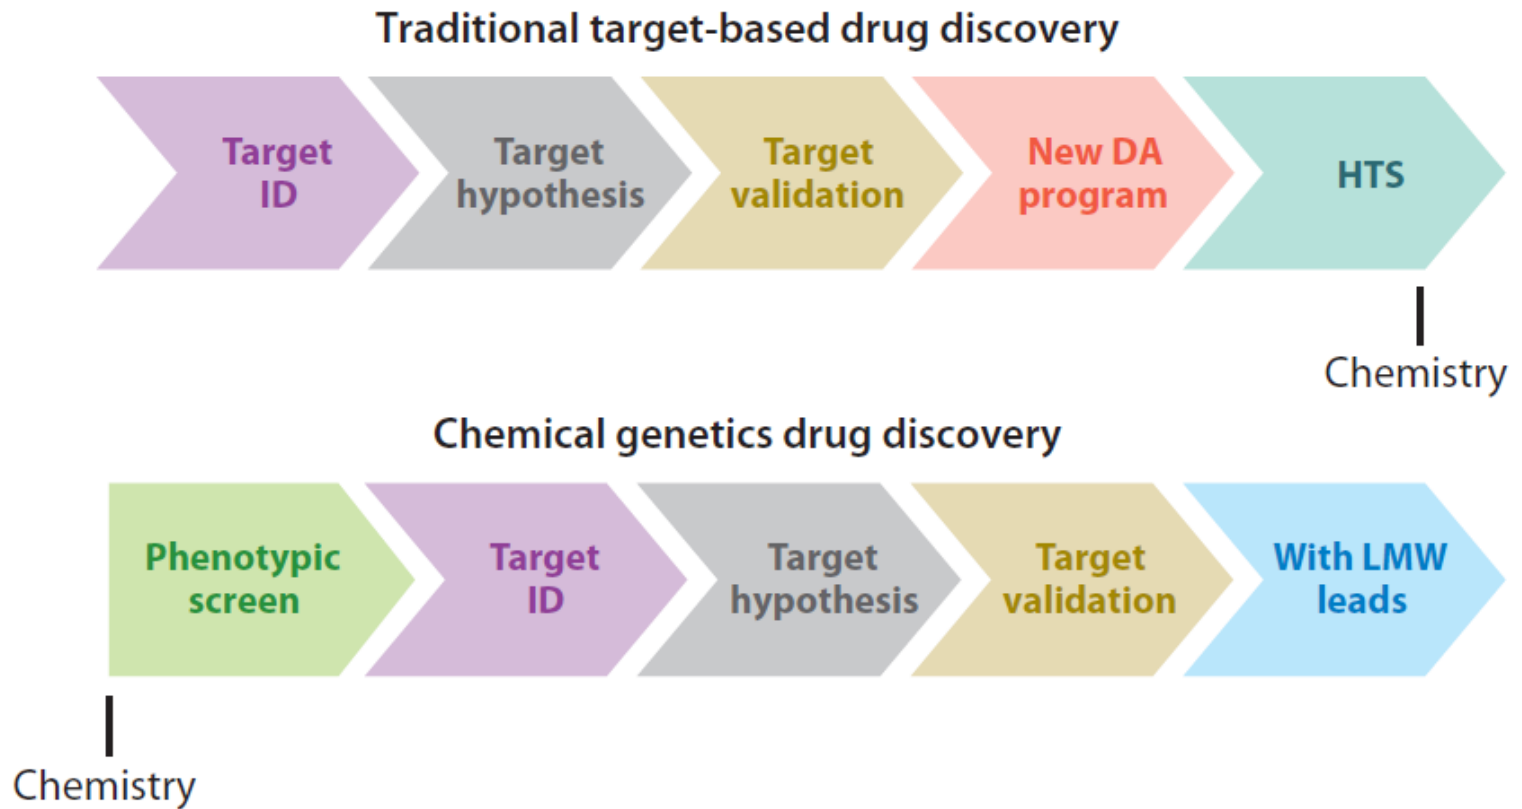 Traditional target-based drug discovery
Target
ID
Target
hypothesis
Target
validation
New DA
program
HTS
Chemistry
Chemical genetics drug discovery
Phenotypic
screen
Target
ID
Target
hypothesis
Target
validation
With LMW
leads
Chemistry